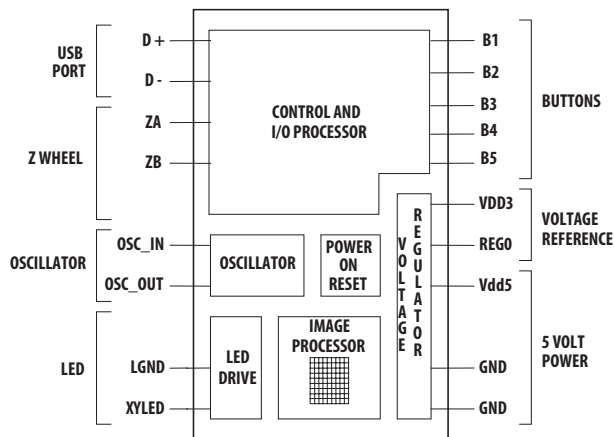 USB
PORT
Z WHEEL
OSCILLATOR
LED
D +
D -
ZA
ZB
OSC_IN
OSC_OUT
LGND
XYLED
CONTROL AND
I/O PROCESSOR
OSCILLATOR
POWER
ON
RESET
LED
DRIVE
IMAGE
PROCESSOR
VOLTAGE
REGULATOR
B1
B2
B3
B4
B5
VDD3
REG0
Vdd5
GND
GND
BUTTONS
VOLTAGE
REFERENCE
5 VOLT
POWER